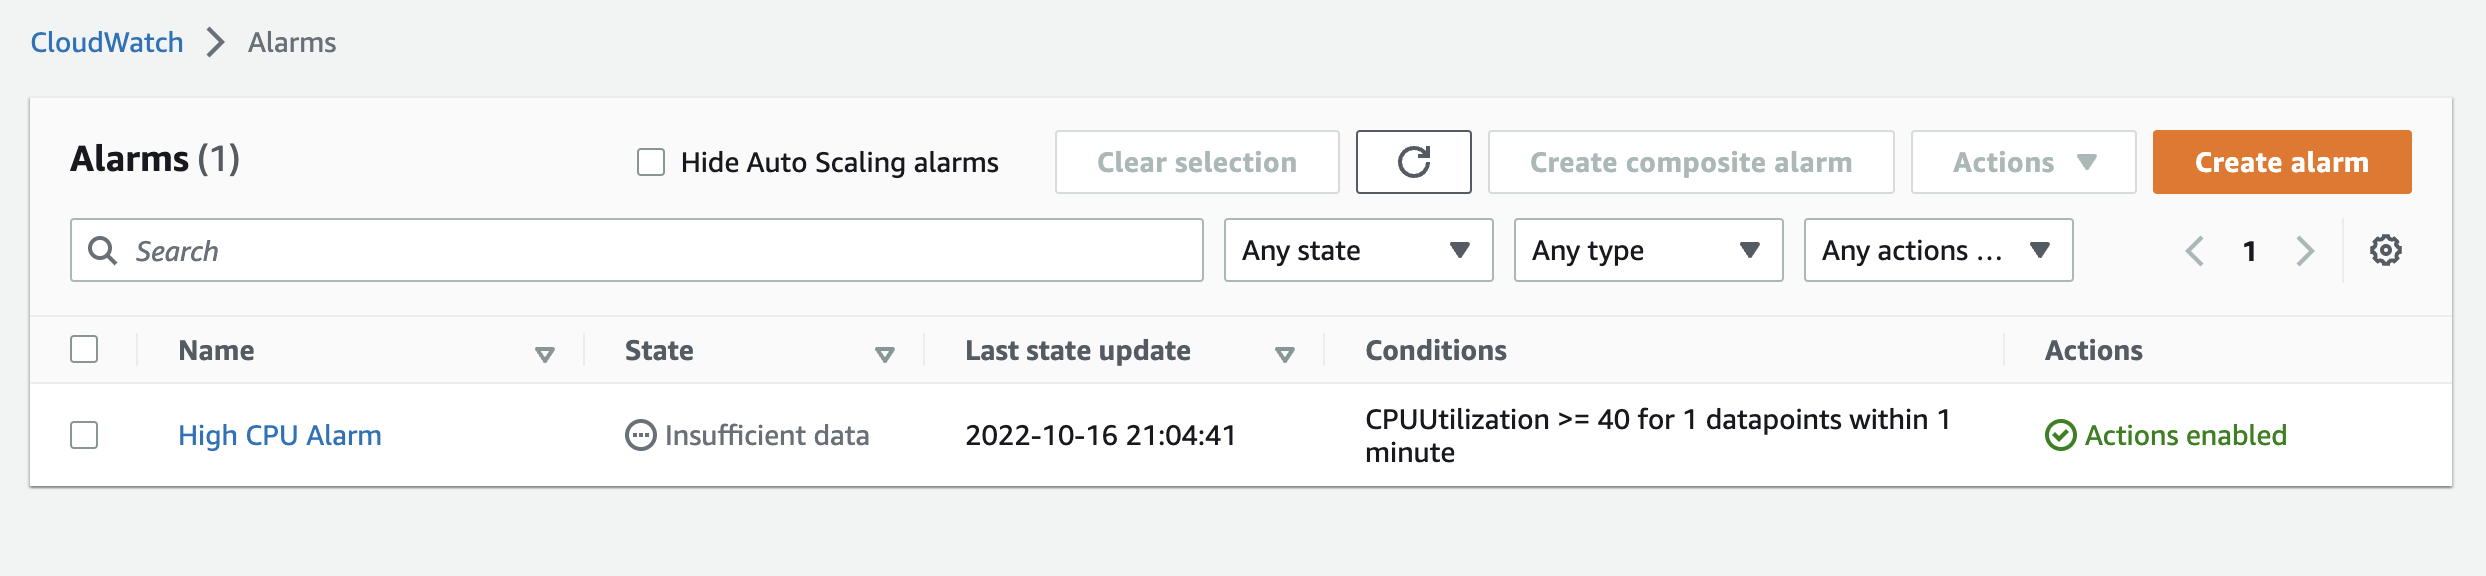 CloudWatch Alarms
Alarms (1)
Hide Auto Scaling alarms
Clear selection
Create composite alarm
Actions
Create alarm
Search
Any state
Any type
Any actions ...
1
Name
State
Last state update
Conditions
Actions
High CPU Alarm
Insufficient data
2022-10-16 21:04:41
CPUUtilization >= 40 for 1 datapoints within 1
minute
Actions enabled